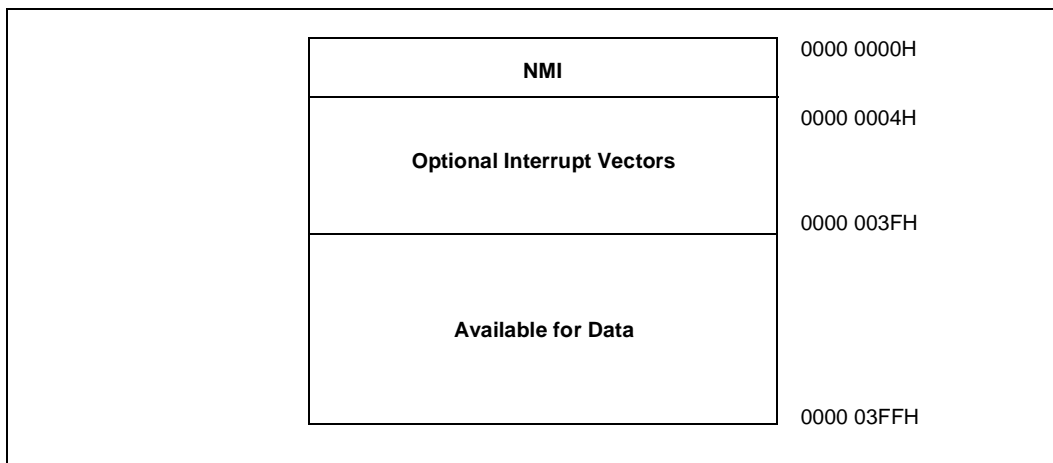 0000 0000H
NMI
0000 0004H
Optional Interrupt Vectors
0000 003FH
Available for Data
0000 03FFH